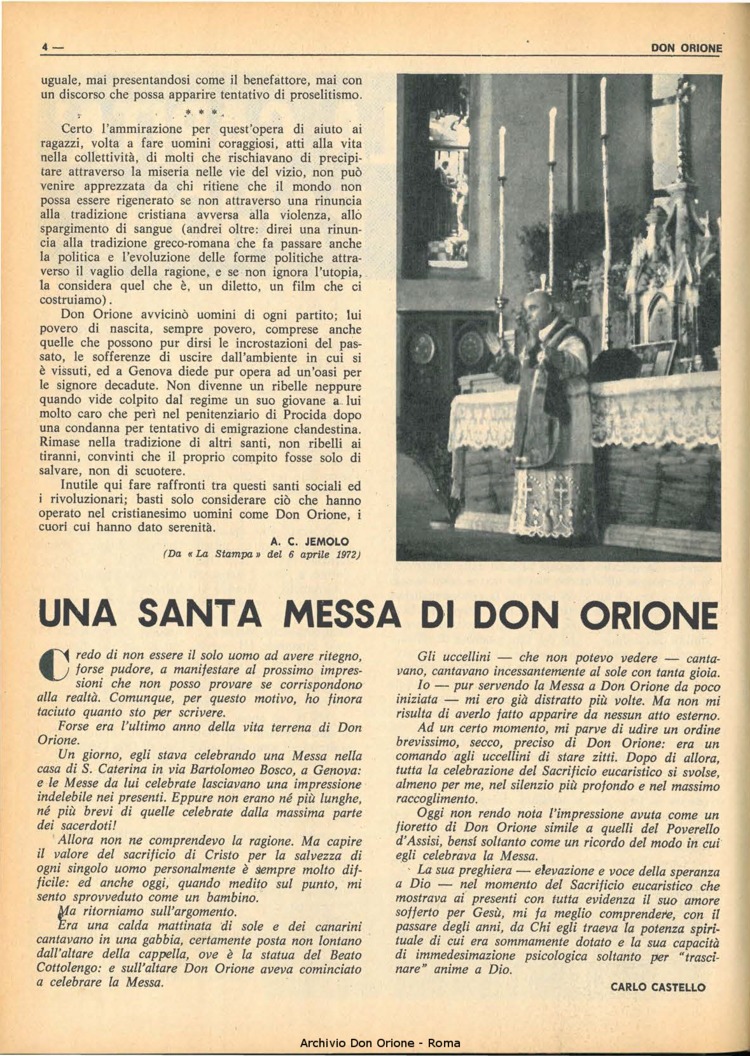 4 —
DON ORIONE
uguale, mai presentandosi come il benefattore, mai con
un discorso che possa apparire tentativo di proselitismo.
* * *
Certo l'ammirazione per quest'opera di aiuto ai
ragazzi, volta a fare uomini coraggiosi, atti alla vita
nella collettività, di molti che rischiavano di precipi-
tare attraverso la miseria nelle vie del vizio, non può
venire apprezzata da chi ritiene che il mondo non
possa essere rigenerato se non attraverso una rinuncia
alla tradizione cristiana avversa alla violenza, allo
spargimento di sangue (andrei oltre: direi una rinun-
cia alla tradizione greco-romana che fa passare anche
la politica e l'evoluzione delle forme politiche attra-
verso il vaglio della ragione, e se non ignora l'utopia,
la considera quel che è, un diletto, un film che ci
costruiamo).
Don Orione avvicinò uomini di ogni partito; lui
povero di nascita, sempre povero, comprese anche
quelle che possono pur dirsi le incrostazioni del pas-
sato, le sofferenze di uscire dall'ambiente in cui si
è vissuti, ed a Genova diede pur opera ad un'oasi per
le signore decadute. Non divenne un ribelle neppure
quando vide colpito dal regime un suo giovane a lui
molto caro che perì nel penitenziario di Procida dopo
una condanna per tentativo di emigrazione clandestina.
Rimase nella tradizione di altri santi, non ribelli ai
tiranni, convinti che il proprio compito fosse solo di
salvare, non di scuotere.
Inutile qui fare raffronti tra questi santi sociali ed
i rivoluzionari; basti solo considerare ciò che hanno
operato nel cristianesimo uomini come Don Orione, i
cuori cui hanno dato serenità.
A. C. JEMOLO
(Da « La Stampa » del 6 aprile 1972)
UNA SANTA MESSA DI DON ORIONE
Credo di non essere il solo uomo ad avere ritegno,
forse pudore, a manifestare al prossimo impres-
sioni che non posso provare se corrispondono
alla realtà. Comunque, per questo motivo, ho finora
taciuto quanto sto per scrivere.
Forse era l'ultimo anno della vita terrena di Don
Orione.
Un giorno, egli stava celebrando una Messa nella
casa di S. Caterina in via Bartolomeo Bosco, a Genova:
e le Messe da lui celebrate lasciavano una impressione
indelebile nei presenti. Eppure non erano né più lunghe,
né più brevi di quelle celebrate dalla massima parte
dei sacerdoti!
Allora non ne comprendevo la ragione. Ma capire
il valore del sacrificio di Cristo per la salvezza di
ogni singolo uomo personalmente è sempre molto dif-
ficile: ed anche oggi, quando medito sul punto, mi
sento sprovveduto come un bambino.
Ma ritorniamo sull'argomento.
Era una calda mattinata di sole e dei canarini
cantavano in una gabbia, certamente posta non lontano
dall'altare della cappella, ove è la statua del Beato
Cottolengo: e sull'altare Don Orione aveva cominciato
a celebrare la Messa.
Gli uccellini — che non potevo vedere — canta-
vano, cantavano incessantemente al sole con tanta gioia.
Io — pur servendo la Messa a Don Orione da poco
iniziata — mi ero già distratto più volte. Ma non mi
risulta di averlo fatto apparire da nessun atto esterno.
Ad un certo momento, mi parve di udire un ordine
brevissimo, secco, preciso di Don Orione: era un
comando agli uccellini di stare zitti. Dopo di allora,
tutta la celebrazione del Sacrificio eucaristico si svolse,
almeno per me, nel silenzio più profondo e nel massimo
raccoglimento.
Oggi non rendo nota l'impressione avuta come un
fioretto di Don Orione simile a quelli del Poverello
d'Assisi, bensì soltanto come un ricordo del modo in cui
egli celebrava la Messa.
La sua preghiera — elevazione e voce della speranza
a Dio — nel momento del Sacrificio eucaristico che
mostrava ai presenti con tutta evidenza il suo amore
sofferto per Gesù, mi fa meglio comprendere, con il
passare degli anni, da Chi egli traeva la potenza spiri-
tuale di cui era sommamente dotato e la sua capacità
di immedesimazione psicologica soltanto per "trasci-
nare" anime a Dio.
CARLO CASTELLO
Archivio Don Orione - Roma